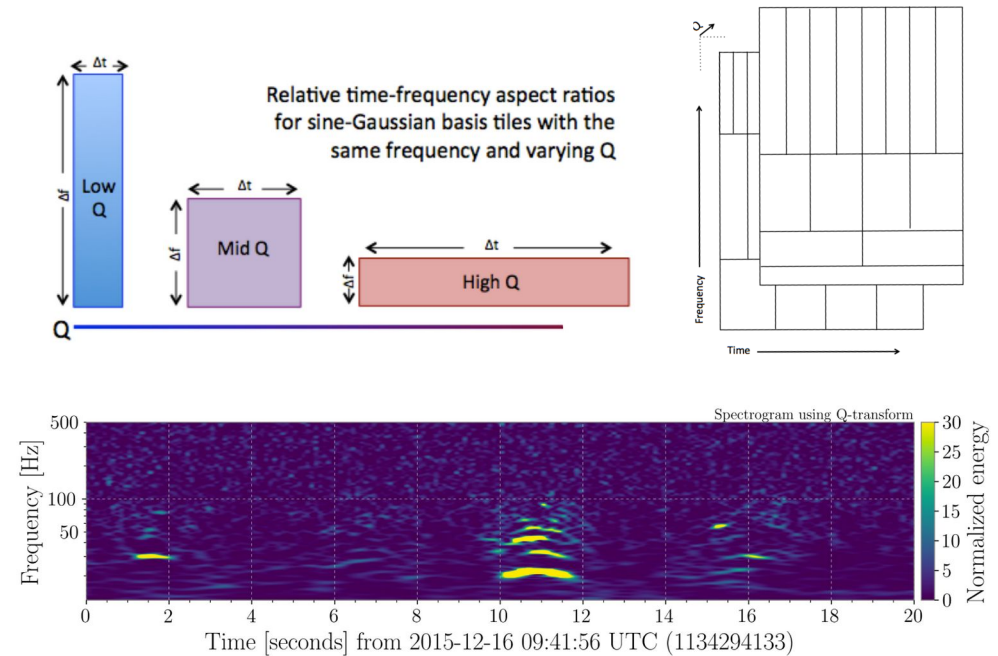 Δt
Δf
Low
Q
Δt
Δf
Mid Q
Δt
Δf
High Q
Q
Relative time-frequency aspect ratios
for sine-Gaussian basis tiles with the
same frequency and varying Q
Q
Frequency
Time
Spectrogram using Q-transform
Frequency [Hz]
500
100
50
0 2 4 6 8 10 12 14 16 18 20
Time [seconds] from 2015-12-16 09:41:56 UTC (1134294133)
30
25
20
15
10
5
0
Normalized energy